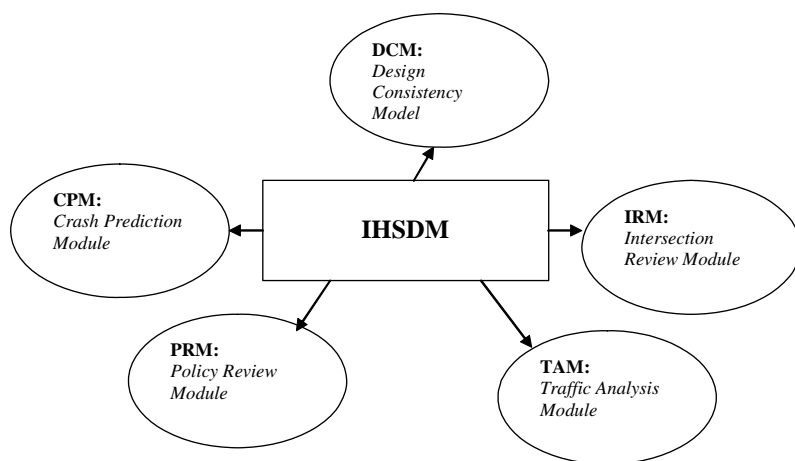 DCM:
Design
Consistency
Model
CPM:
Crash Prediction
Module
IHSDM
IRM:
Intersection
Review Module
PRM:
Policy Review
Module
TAM:
Traffic Analysis
Module